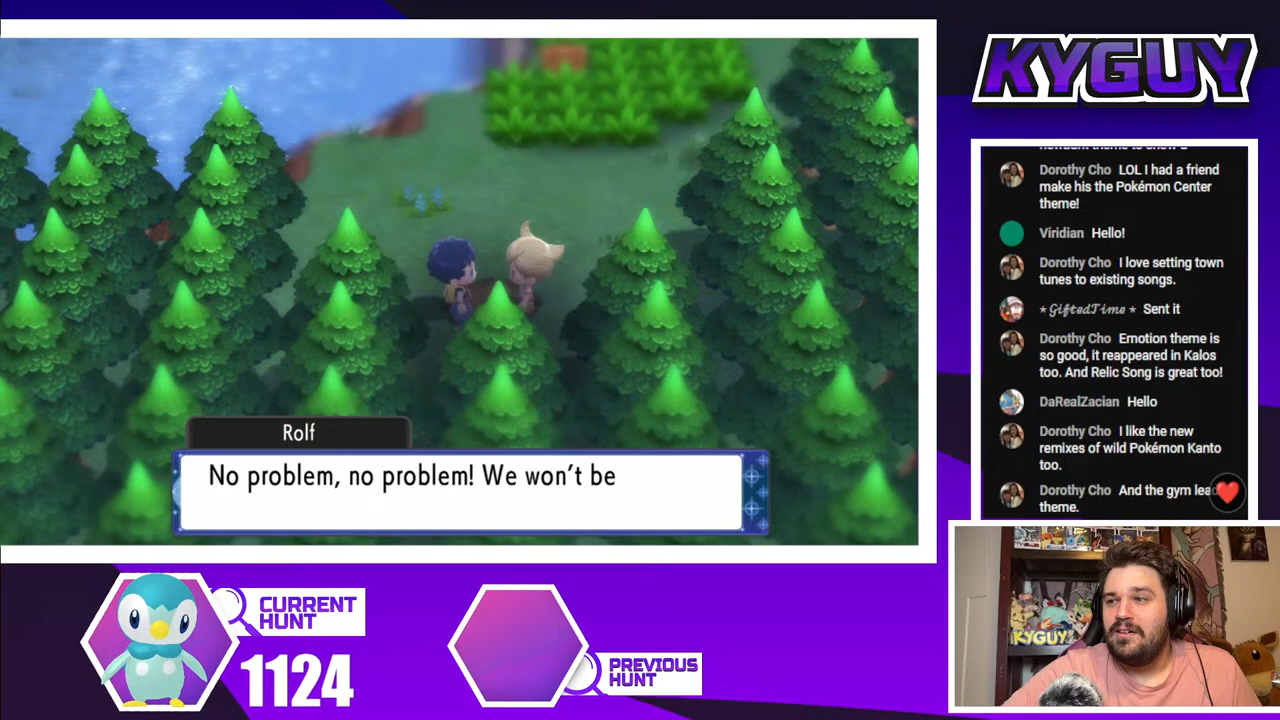 KYGUY
Dorothy Cho LOL I had a friend
make his the Pokémon Center
theme!
Viridian Hello!
Dorothy Cho I love setting town
tunes to existing songs.
⋆ 𝓖𝓲𝓯𝓽𝓮𝓭𝓣𝓲𝓶𝓮 ⋆ Sent it
Dorothy Cho Emotion theme is
so good, it reappeared in Kalos
too. And Relic Song is great too!
DaRealZacian Hello
Dorothy Cho I like the new
remixes of wild Pokémon Kanto
too.
Dorothy Cho And the gym lea
theme.
Rolf
No problem, no problem! We won't be
CURRENT
HUNT
1124
PREVIOUS
HUNT
KYGUY